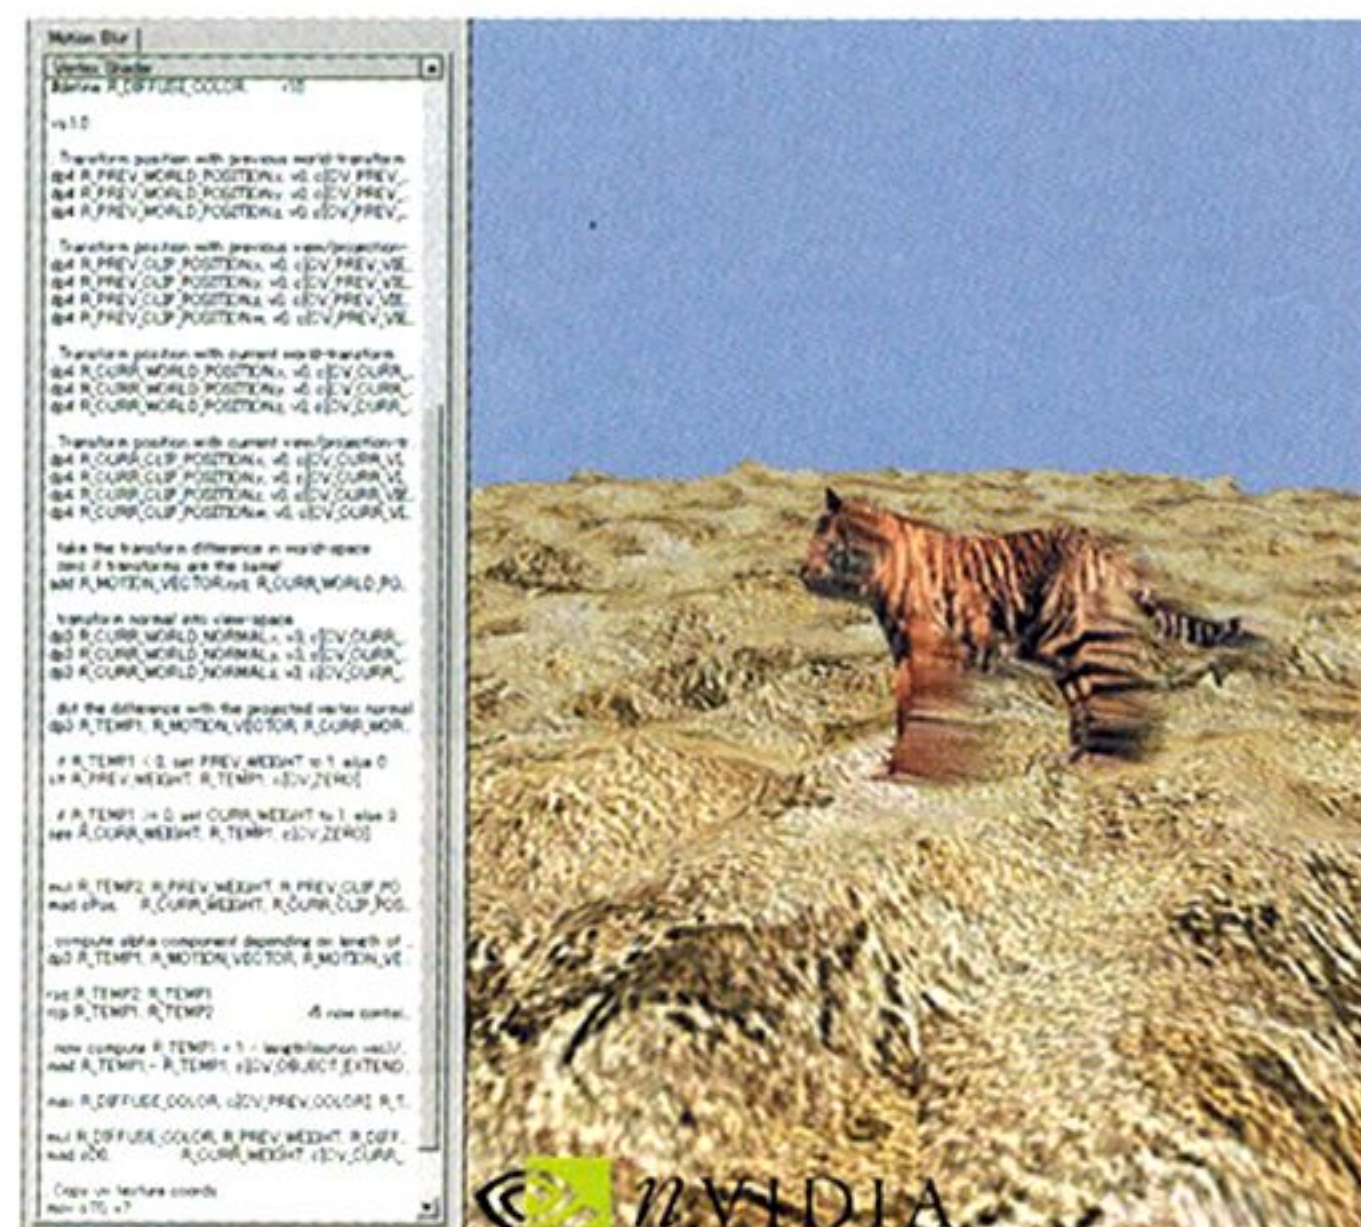 Motion Blur
Vertex Shader
#define R_DIFFUSE_COLOR r10
vs.1.0
; Transform position with previous world-transform
dp4 R_PREV_WORLD_POSITION.x, v0, c[CV_PREV_...
dp4 R_PREV_WORLD_POSITION.y, v0, c[CV_PREV_...
dp4 R_PREV_WORLD_POSITION.z, v0, c[CV_PREV_...
; Transform position with previous view/projection-
dp4 R_PREV_CLIP_POSITION.x, v0, c[CV_PREV_VIE...
dp4 R_PREV_CLIP_POSITION.y, v0, c[CV_PREV_VIE...
dp4 R_PREV_CLIP_POSITION.z, v0, c[CV_PREV_VIE...
dp4 R_PREV_CLIP_POSITION.w, v0, c[CV_PREV_VIE...
; Transform position with current world-transform
dp4 R_CURR_WORLD_POSITION.x, v0, c[CV_CURR_...
dp4 R_CURR_WORLD_POSITION.y, v0, c[CV_CURR_...
dp4 R_CURR_WORLD_POSITION.z, v0, c[CV_CURR_...
; Transform position with current view/projection-tr
dp4 R_CURR_CLIP_POSITION.x, v0, c[CV_CURR_VI...
dp4 R_CURR_CLIP_POSITION.y, v0, c[CV_CURR_VI...
dp4 R_CURR_CLIP_POSITION.z, v0, c[CV_CURR_VIE...
dp4 R_CURR_CLIP_POSITION.w, v0, c[CV_CURR_VI...
; take the transform difference in world-space
; zero if transforms are the same!
add R_MOTION_VECTOR.xyz, R_CURR_WORLD_PO...
; transform normal into view-space
dp3 R_CURR_WORLD_NORMAL.x, v3, c[CV_CURR_...
dp3 R_CURR_WORLD_NORMAL.y, v3, c[CV_CURR_...
dp3 R_CURR_WORLD_NORMAL.z, v3, c[CV_CURR_...
; dot the difference with the projected vertex normal
dp3 R_TEMP1, R_MOTION_VECTOR, R_CURR_WOR...
; if R_TEMP1 < 0, set PREV_WEIGHT to 1, else 0
slt R_PREV_WEIGHT, R_TEMP1, c[CV_ZERO]
; if R_TEMP1 >= 0, set CURR_WEIGHT to 1, else 0
sge R_CURR_WEIGHT, R_TEMP1, c[CV_ZERO]
mul R_TEMP2, R_PREV_WEIGHT, R_PREV_CLIP_PO...
mad oPos, R_CURR_WEIGHT, R_CURR_CLIP_POS...
; compute alpha component depending on length of ...
dp3 R_TEMP1, R_MOTION_VECTOR, R_MOTION_VE...
rsq R_TEMP2, R_TEMP1
rcp R_TEMP1, R_TEMP2 now contai...
; now compute R_TEMP1 = 1 - length(motion vec)/...
mad R_TEMP1, - R_TEMP1, c[CV_OBJECT_EXTEND...
max R_DIFFUSE_COLOR, c[CV_PREV_COLOR], R_T...
mul R_DIFFUSE_COLOR, R_PREV_WEIGHT, R_DIFF...
mad oD0, R_CURR_WEIGHT, c[CV_CURR_...
; Copy uv texture coords
mov oT0, v7
nVIDIA